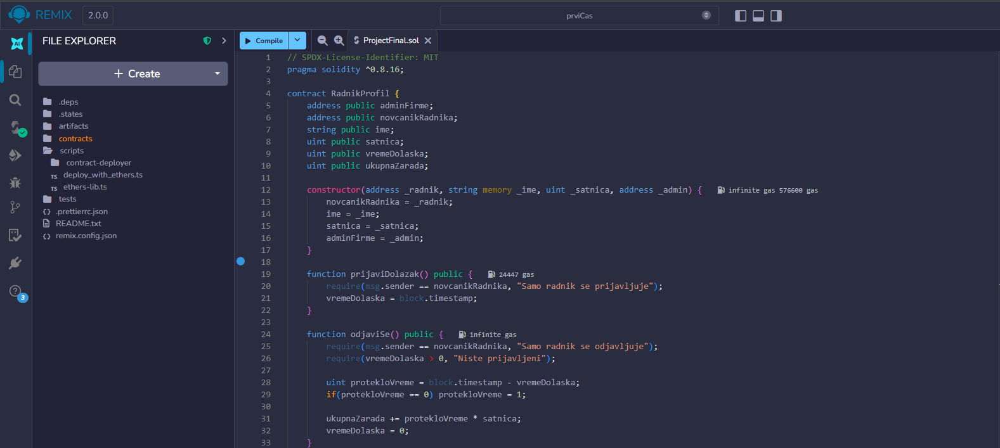 REMIX 2.0.0 prviCas
FILE EXPLORER
Create
.deps
.states
artifacts
contracts
scripts
contract-deployer
TS deploy_with_ethers.ts
TS ethers-lib.ts
tests
{} .prettierrc.json
README.txt
{} remix.config.json
AI
3
Compile ProjectFinal.sol
1 // SPDX-License-Identifier: MIT
2 pragma solidity ^0.8.16;
3
4 contract RadnikProfil {
5 address public adminFirme;
6 address public novcanikRadnika;
7 string public ime;
8 uint public satnica;
9 uint public vremeDolaska;
10 uint public ukupnaZarada;
11
12 constructor(address _radnik, string memory _ime, uint _satnica, address _admin) { infinite gas 576600 gas
13 novcanikRadnika = _radnik;
14 ime = _ime;
15 satnica = _satnica;
16 adminFirme = _admin;
17 }
18
19 function prijaviDolazak() public { 24447 gas
20 require(msg.sender == novcanikRadnika, "Samo radnik se prijavljuje");
21 vremeDolaska = block.timestamp;
22 }
23
24 function odjaviSe() public { infinite gas
25 require(msg.sender == novcanikRadnika, "Samo radnik se odjavljuje");
26 require(vremeDolaska > 0, "Niste prijavljeni");
27
28 uint protekloVreme = block.timestamp - vremeDolaska;
29 if(protekloVreme == 0) protekloVreme = 1;
30
31 ukupnaZarada += protekloVreme * satnica;
32 vremeDolaska = 0;
33 }